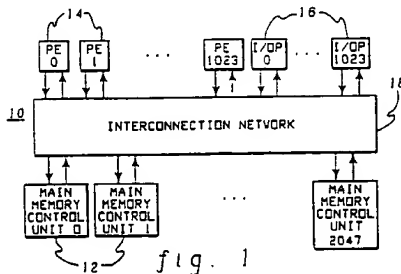 14 16
PE 0 PE 1 ... PE 1023 I/OP 0 ... I/OP 1023
10 INTERCONNECTION NETWORK 18
MAIN MEMORY CONTROL UNIT 0 MAIN MEMORY CONTROL UNIT 1 ... MAIN MEMORY CONTROL UNIT 2047
12 fig. 1